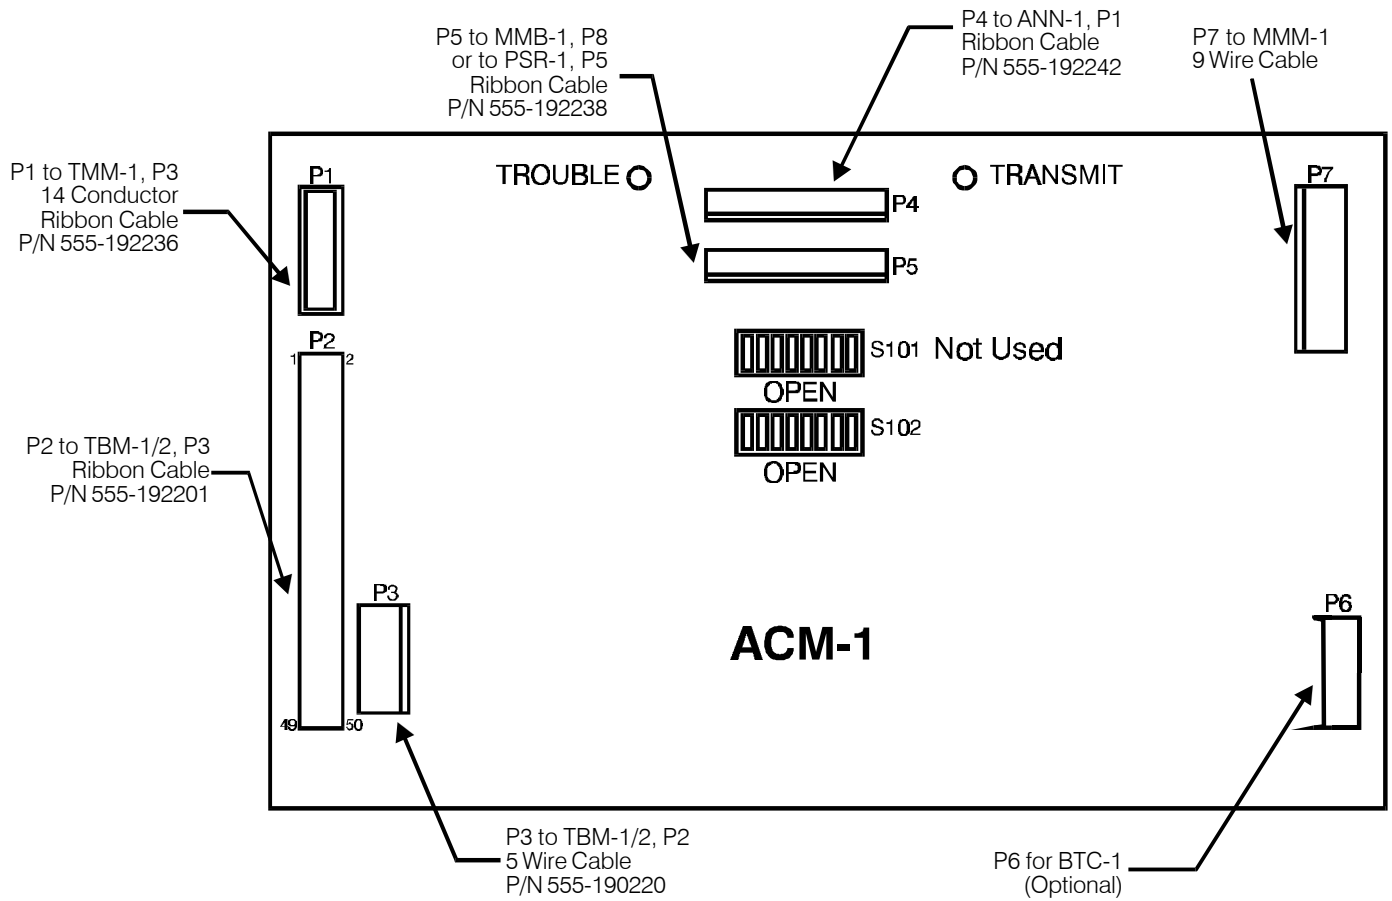 P4 to ANN-1, P1
Ribbon Cable
P/N 555-192242
P5 to MMB-1, P8
or to PSR-1, P5
Ribbon Cable
P/N 555-192238
P7 to MMM-1
9 Wire Cable
P1 to TMM-1, P3
14 Conductor
Ribbon Cable
P/N 555-192236
P1
TROUBLE
TRANSMIT
P7
P4
P5
P2
1
2
S101 Not Used
OPEN
S102
OPEN
P2 to TBM-1/2, P3
Ribbon Cable
P/N 555-192201
P3
ACM-1
P6
49
50
P3 to TBM-1/2, P2
5 Wire Cable
P/N 555-190220
P6 for BTC-1
(Optional)